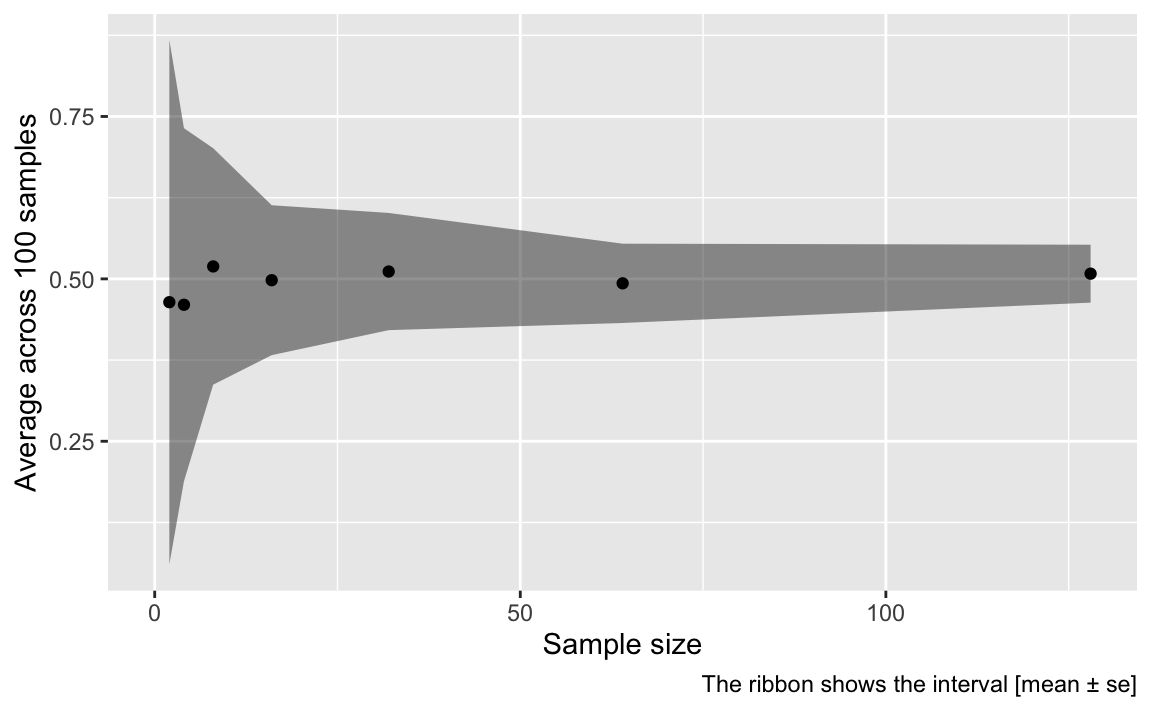 Average across 100 samples
0.75
0.50
0.25
0
50
100
Sample size
The ribbon shows the interval [mean ± se]